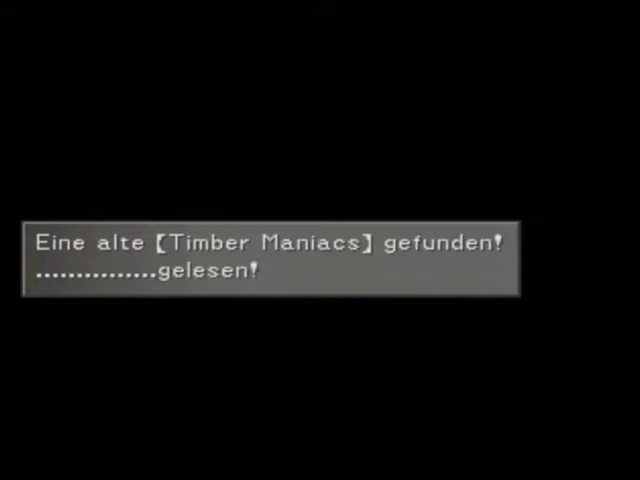 Eine alte【Timber Maniacs】gefunden!
...............gelesen!